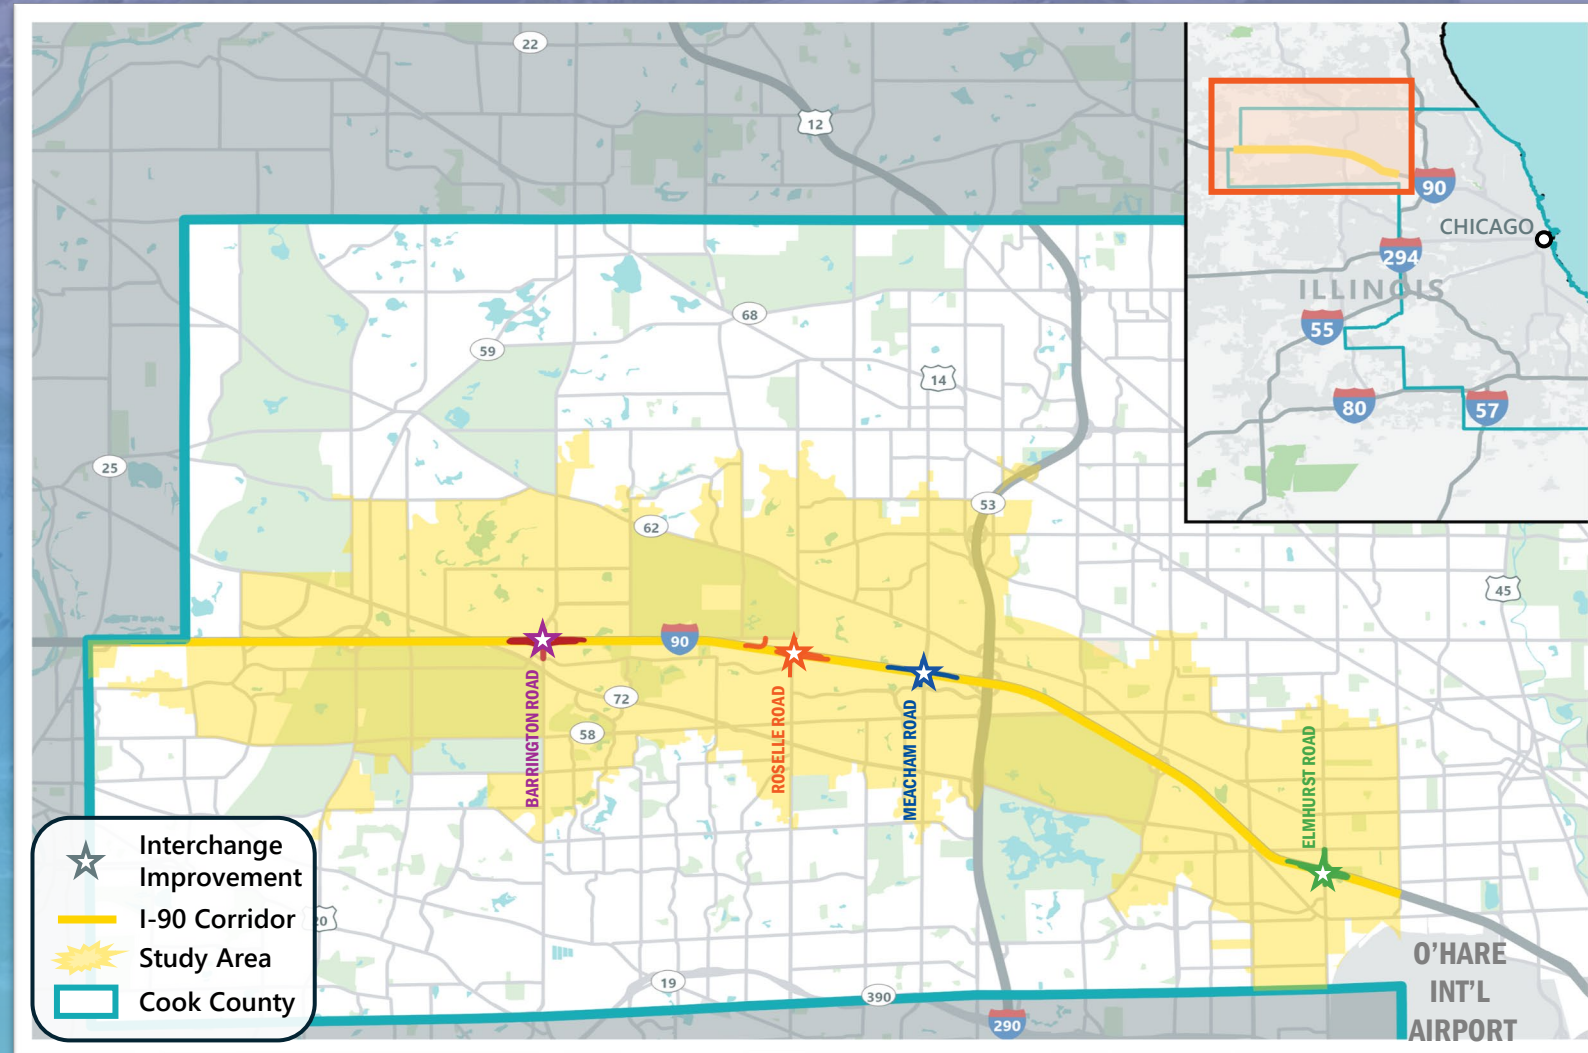 22
12
90
CHICAGO
294
ILLINOIS
55
80
57
68
59
14
25
53
62
45
90
72
58
BARRINGTON ROAD
ROSELLE ROAD
MEACHAM ROAD
ELMHURST ROAD
Interchange
Improvement
I-90 Corridor
Study Area
Cook County
20
19
390
290
O'HARE
INT'L
AIRPORT